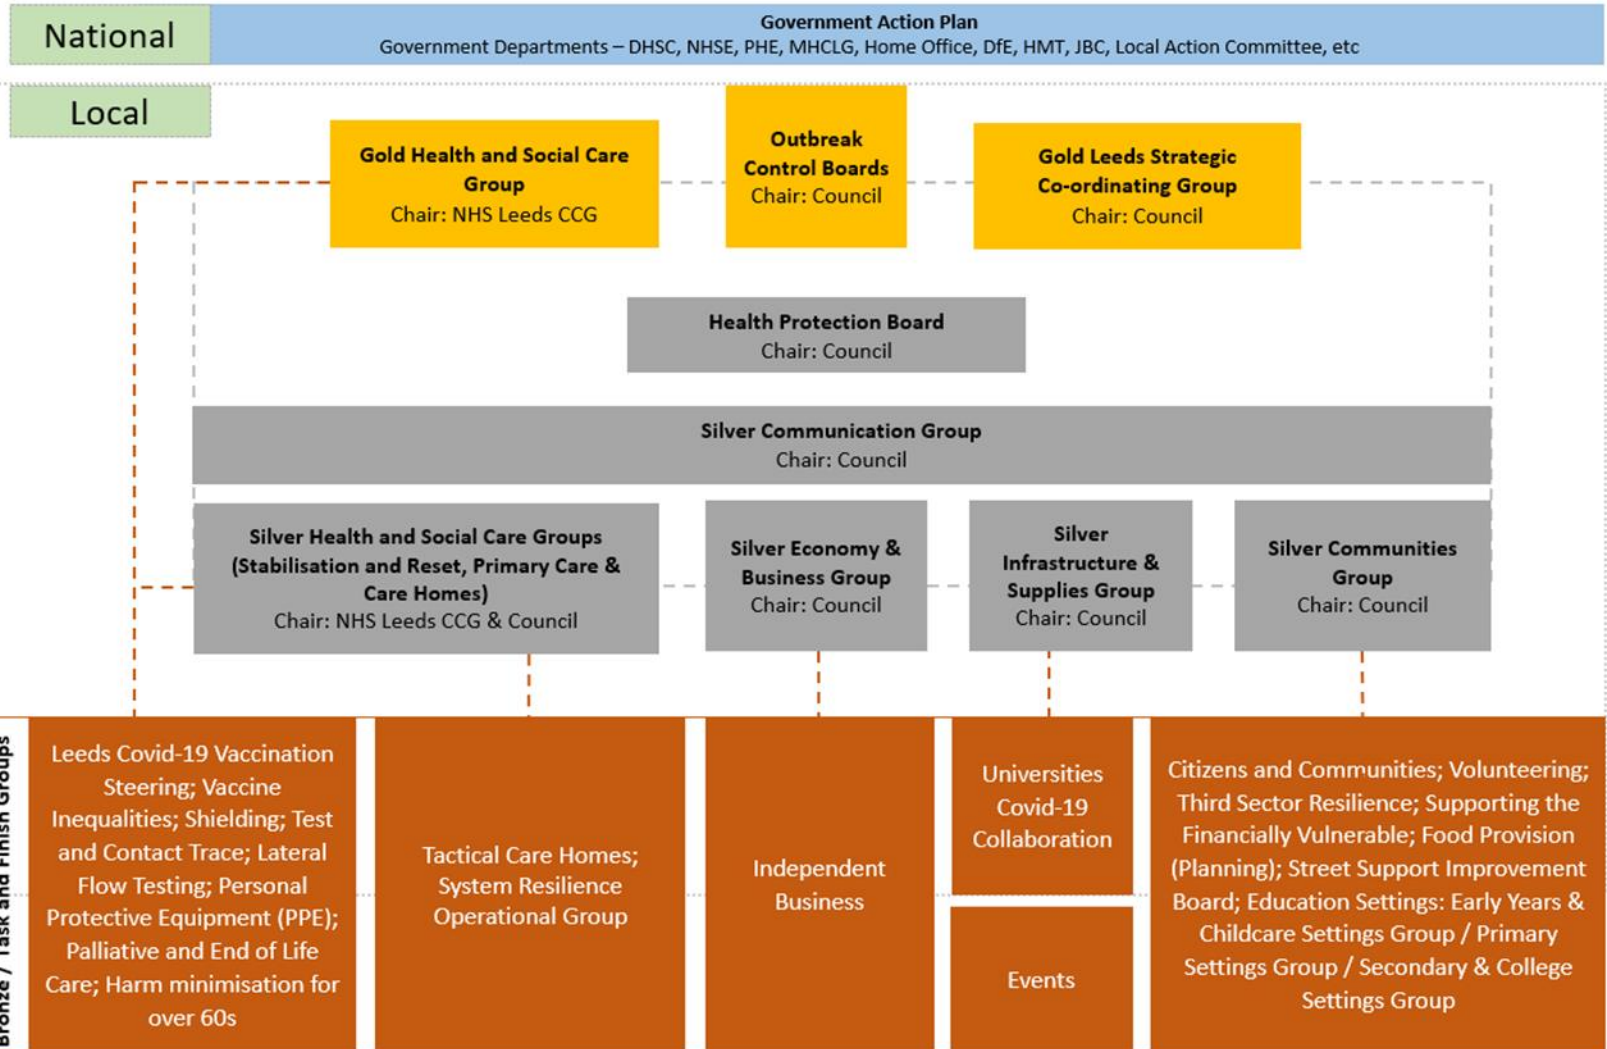 National
Government Action Plan
Government Departments – DHSC, NHSE, PHE, MHCLG, Home Office, DfE, HMT, JBC, Local Action Committee, etc
Local
Gold Health and Social Care
Group
Chair: NHS Leeds CCG
Outbreak
Control Boards
Chair: Council
Gold Leeds Strategic
Co-ordinating Group
Chair: Council
Health Protection Board
Chair: Council
Silver Communication Group
Chair: Council
Silver Health and Social Care Groups
(Stabilisation and Reset, Primary Care &
Care Homes)
Chair: NHS Leeds CCG & Council
Silver Economy &
Business Group
Chair: Council
Silver
Infrastructure &
Supplies Group
Chair: Council
Silver Communities
Group
Chair: Council
Bronze / Task and Finish Groups
Leeds Covid-19 Vaccination
Steering; Vaccine
Inequalities; Shielding; Test
and Contact Trace; Lateral
Flow Testing; Personal
Protective Equipment (PPE);
Palliative and End of Life
Care; Harm minimisation for
over 60s
Tactical Care Homes;
System Resilience
Operational Group
Independent
Business
Universities
Covid-19
Collaboration
Events
Citizens and Communities; Volunteering;
Third Sector Resilience; Supporting the
Financially Vulnerable; Food Provision
(Planning); Street Support Improvement
Board; Education Settings: Early Years &
Childcare Settings Group / Primary
Settings Group / Secondary & College
Settings Group